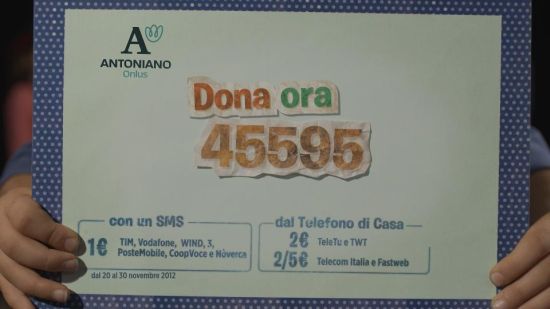 A
ANTONIANO
Onlus
Dona ora
45595
con un SMS
1€
TIM, Vodafone, WIND, 3,
PosteMobile, CoopVoce e Nòverca
dal 20 al 30 novembre 2012
dal Telefono di Casa
2€ TeleTu e TWT
2/5€ Telecom Italia e Fastweb